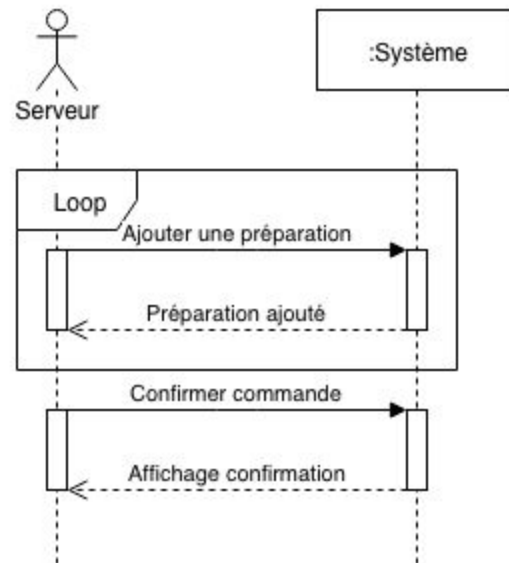 :Système
Serveur
Loop
Ajouter une préparation
Préparation ajouté
Confirmer commande
Affichage confirmation